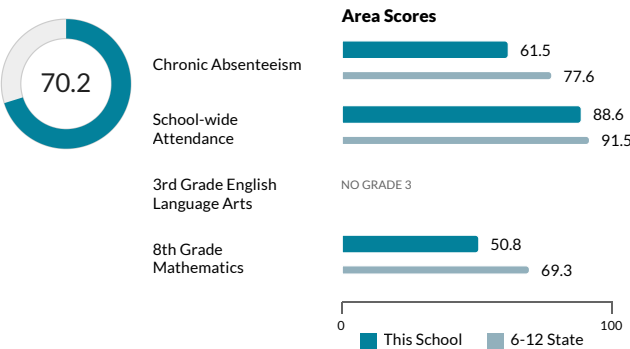 Area Scores
70.2
Chronic Absenteeism
61.5
77.6
School-wide
Attendance
88.6
91.5
3rd Grade English
Language Arts
NO GRADE 3
8th Grade
Mathematics
50.8
69.3
0
100
This School
6-12 State